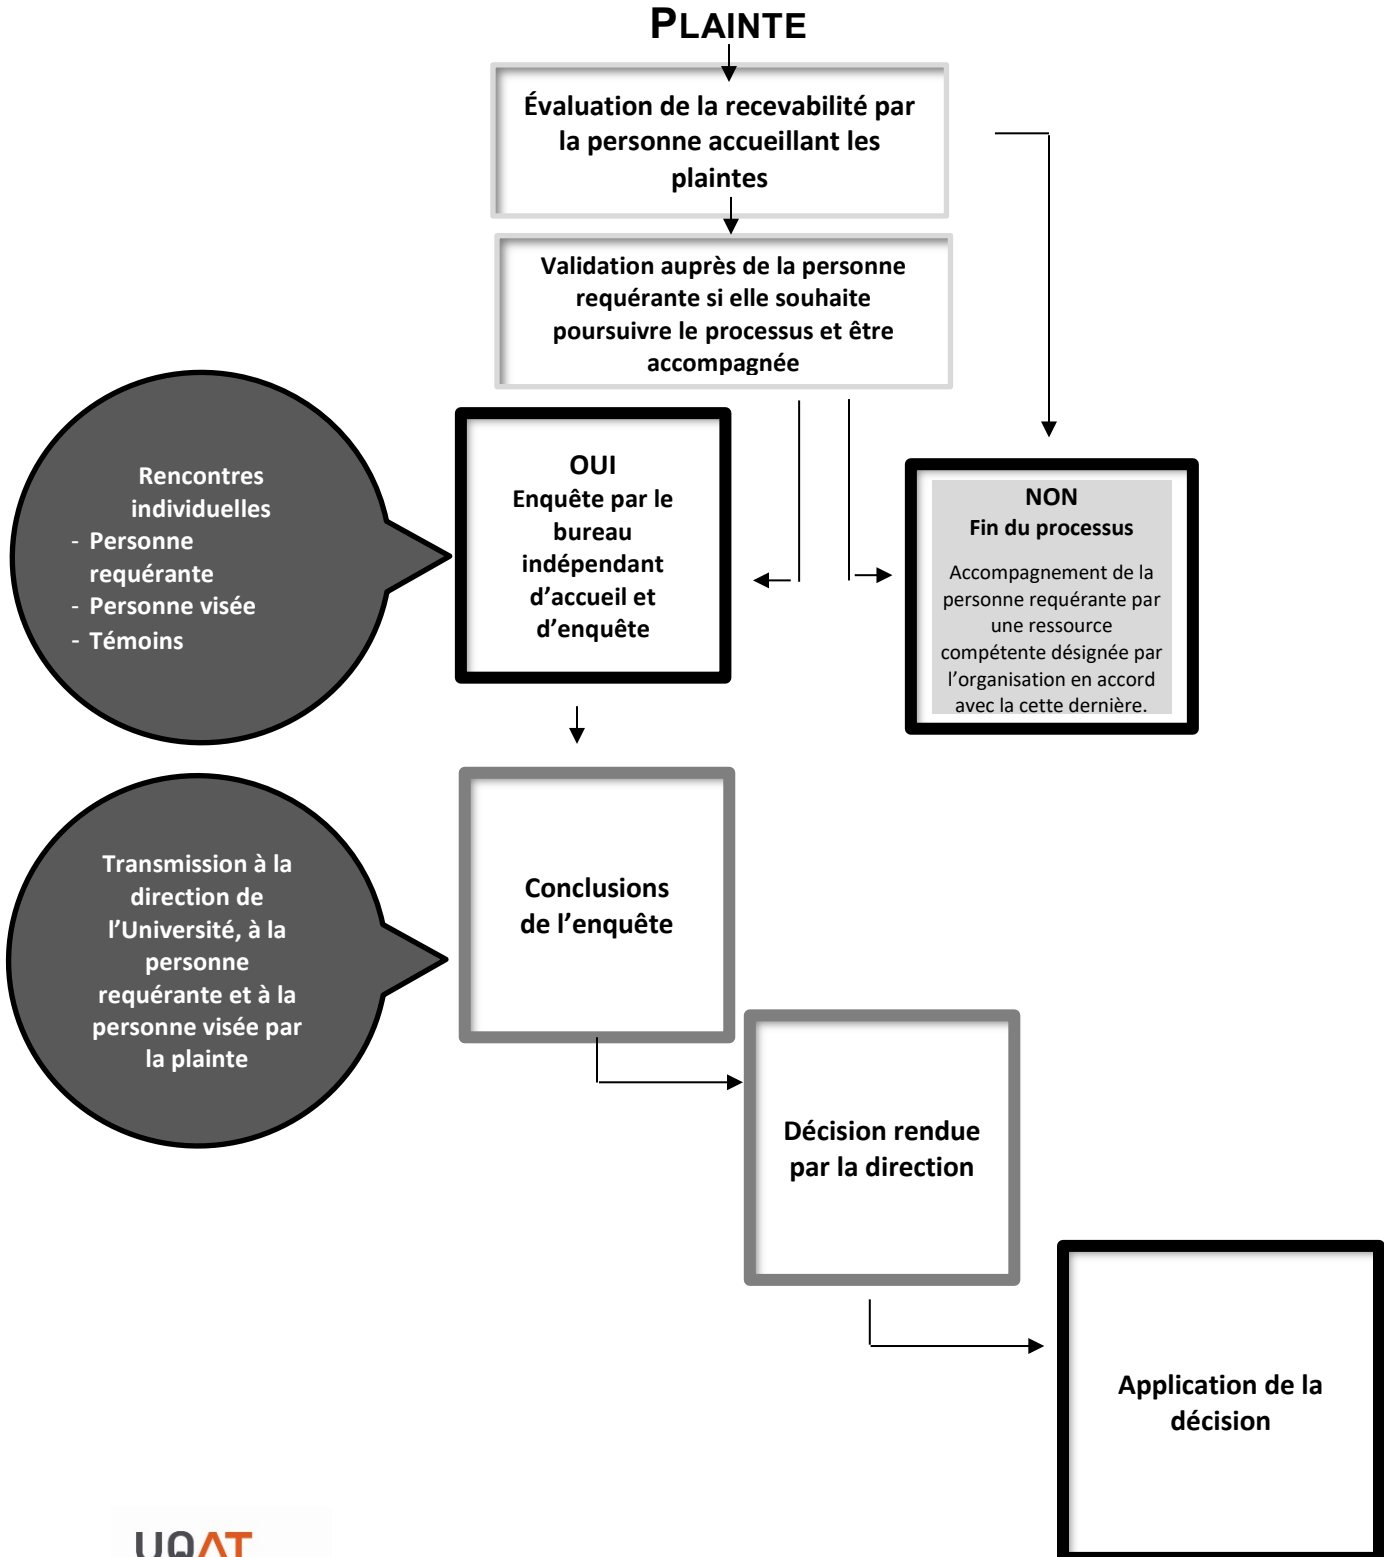 PLAINTE
Évaluation de la recevabilité par
la personne accueillant les
plaintes
Validation auprès de la personne
requérante si elle souhaite
poursuivre le processus et être
accompagnée
Rencontres
individuelles
- Personne
requérante
- Personne visée
- Témoins
OUI
Enquête par le
bureau
indépendant
d’accueil et
d’enquête
NON
Fin du processus
Accompagnement de la
personne requérante par
une ressource
compétente désignée par
l’organisation en accord
avec la cette dernière.
Transmission à la
direction de
l’Université, à la
personne
requérante et à la
personne visée par
la plainte
Conclusions
de l’enquête
Décision rendue
par la direction
Application de la
décision
UQAT